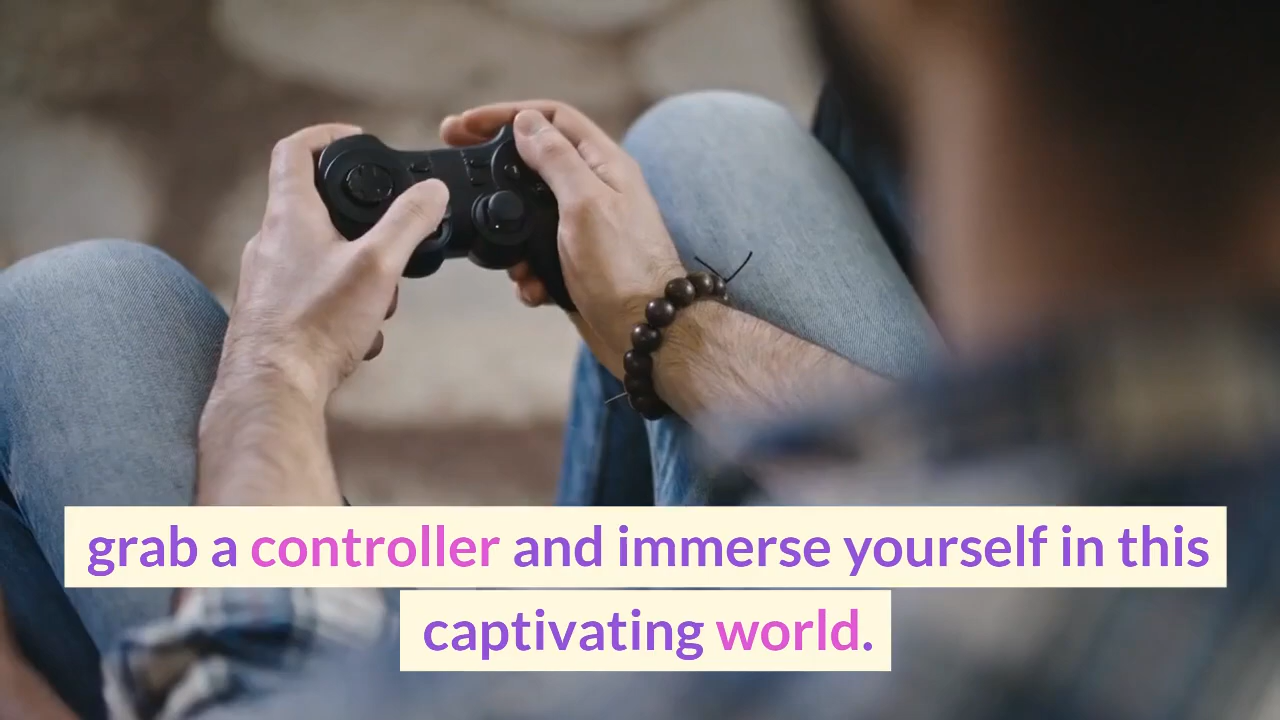 grab a controller and immerse yourself in this
captivating world.